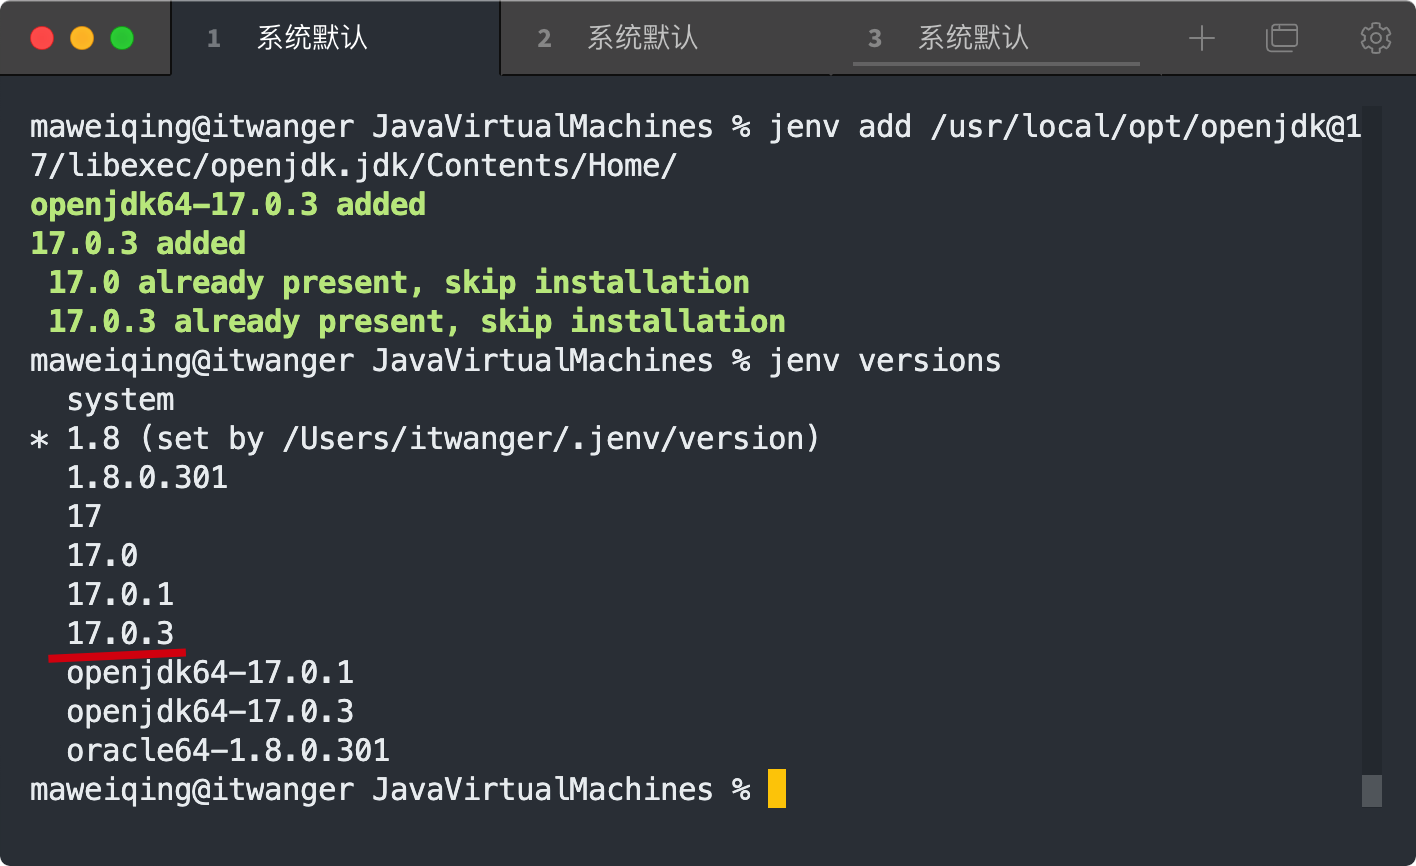 1 系统默认 2 系统默认 3 系统默认
maweiqing@itwanger JavaVirtualMachines % jenv add /usr/local/opt/openjdk@1
7/libexec/openjdk.jdk/Contents/Home/
openjdk64-17.0.3 added
17.0.3 added
 17.0 already present, skip installation
 17.0.3 already present, skip installation
maweiqing@itwanger JavaVirtualMachines % jenv versions
  system
* 1.8 (set by /Users/itwanger/.jenv/version)
  1.8.0.301
  17
  17.0
  17.0.1
  17.0.3
  openjdk64-17.0.1
  openjdk64-17.0.3
  oracle64-1.8.0.301
maweiqing@itwanger JavaVirtualMachines %